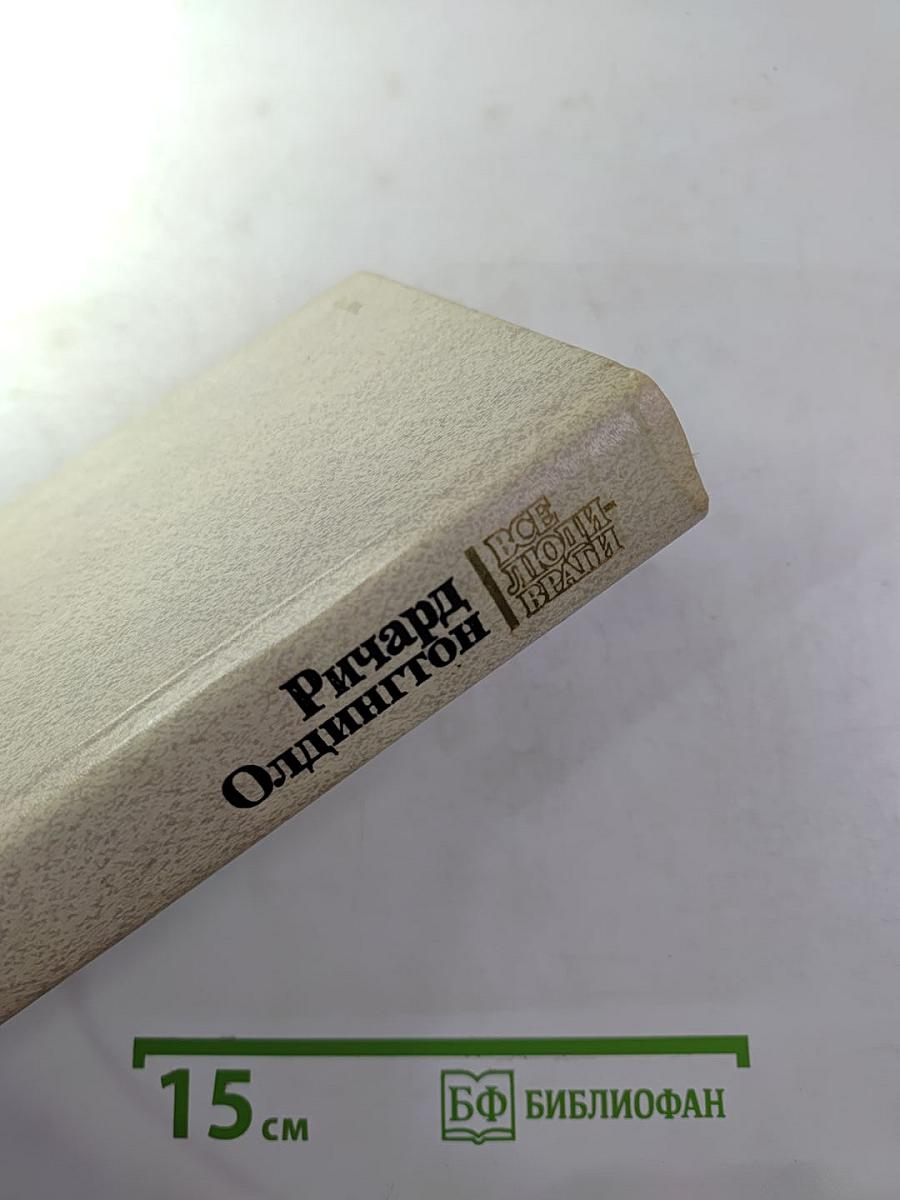 Ричард
Олдингтон
ВСЕ
ЛЮДИ-
ВРАГИ
15 см
БФ БИБЛИОФАН